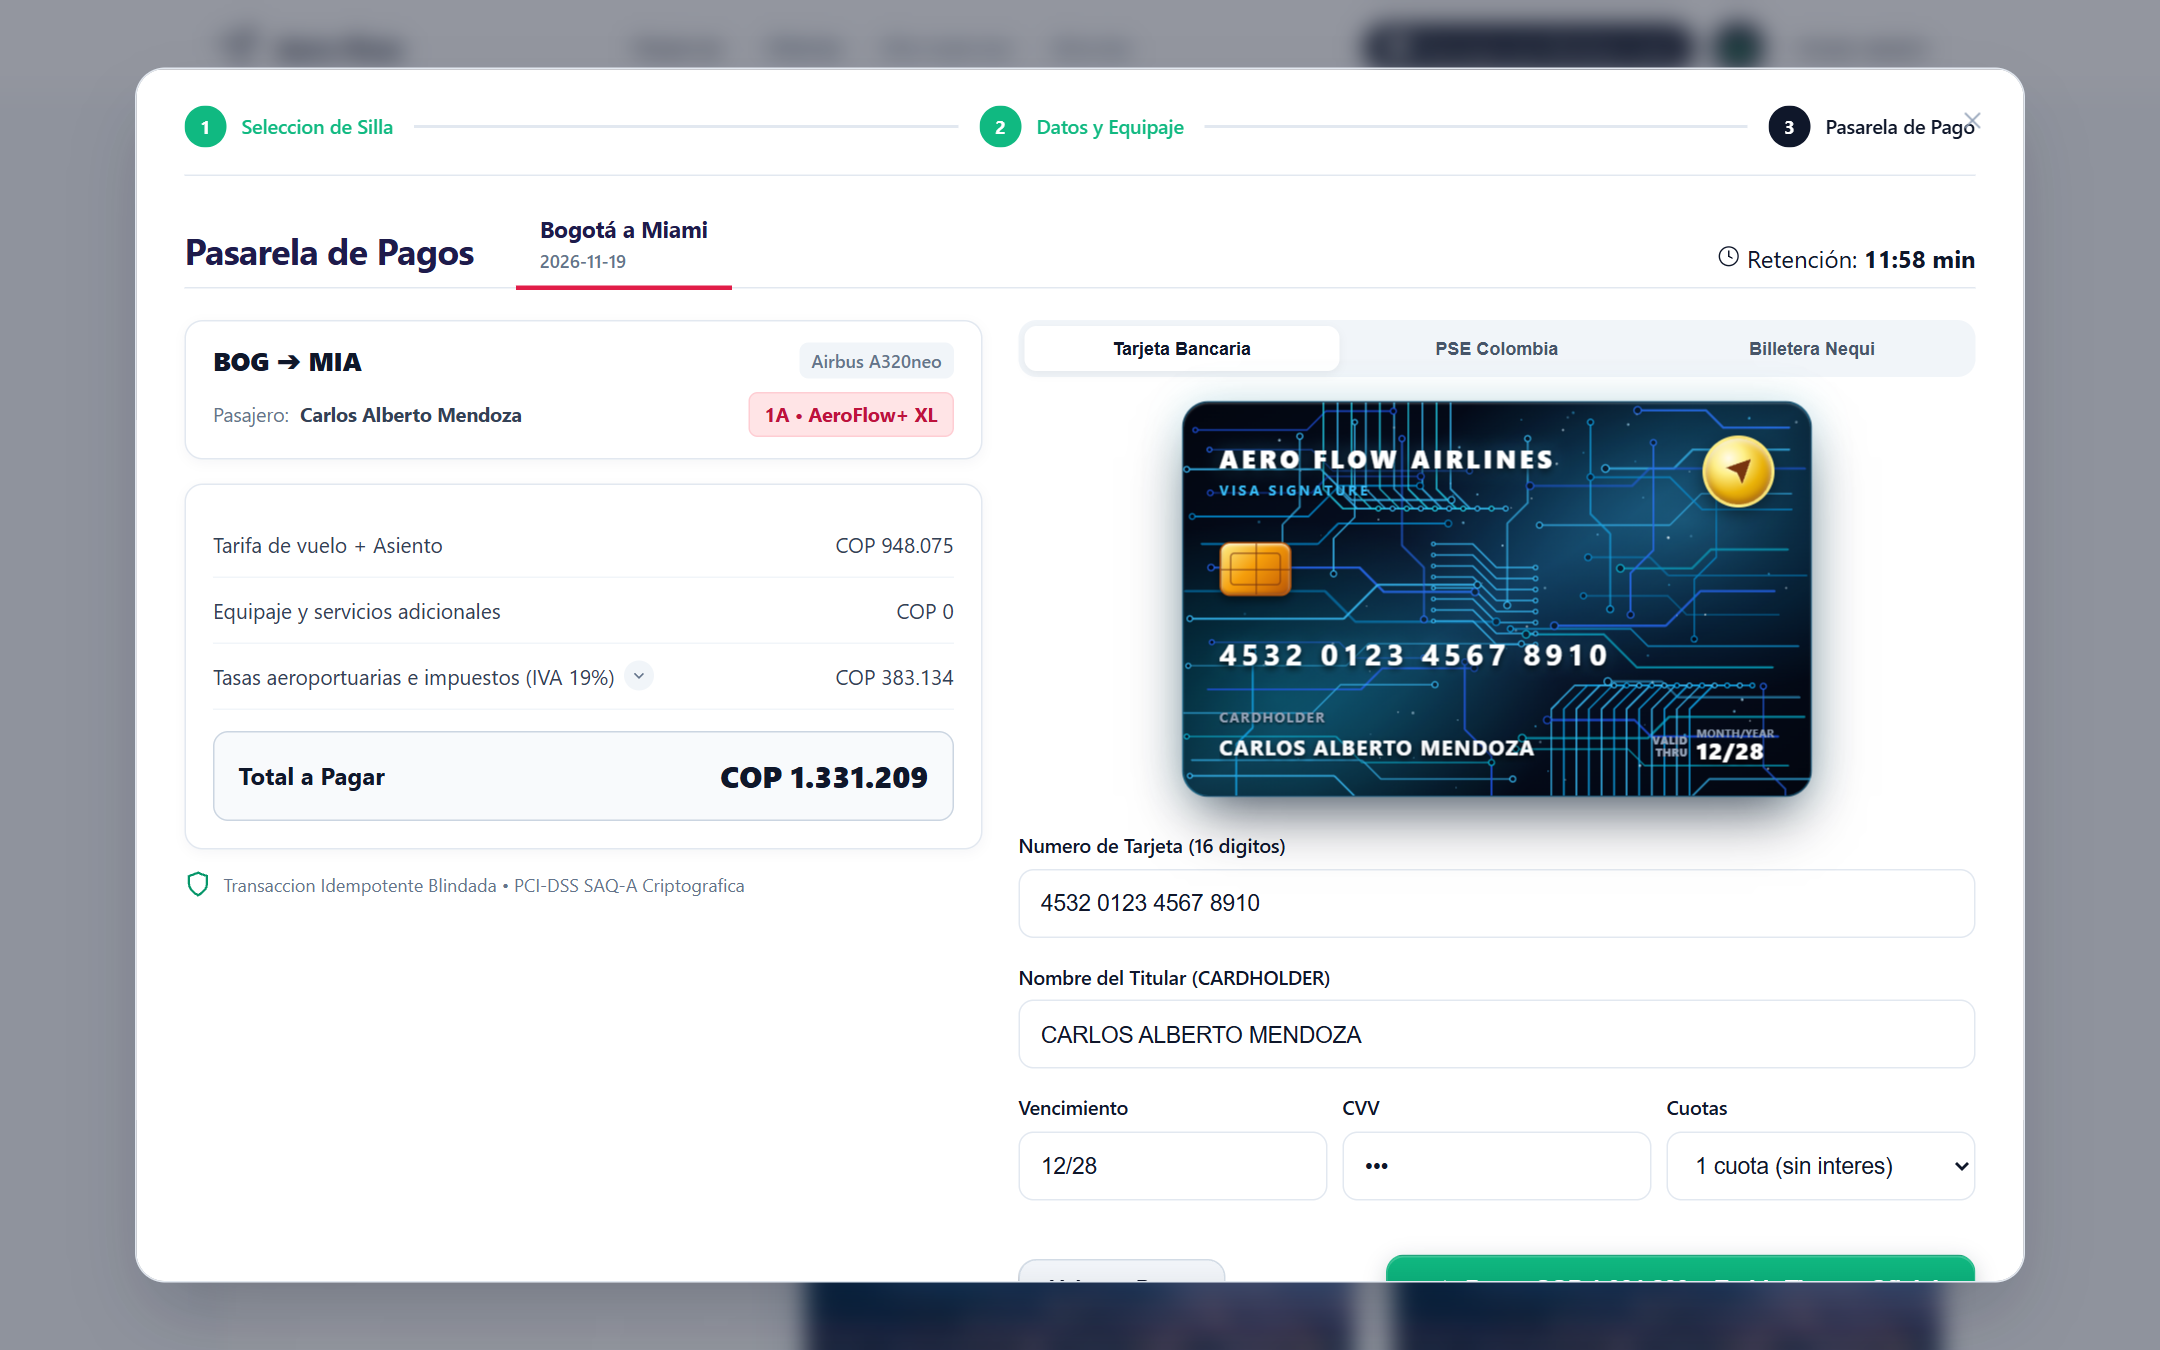 1 Seleccion de Silla
2 Datos y Equipaje
3 Pasarela de Pago
Pasarela de Pagos
Bogotá a Miami
2026-11-19
Retención: 11:58 min
BOG → MIA
Airbus A320neo
Pasajero: Carlos Alberto Mendoza
1A • AeroFlow+ XL
Tarifa de vuelo + Asiento COP 948.075
Equipaje y servicios adicionales COP 0
Tasas aeroportuarias e impuestos (IVA 19%) COP 383.134
Total a Pagar COP 1.331.209
Transaccion Idempotente Blindada • PCI-DSS SAQ-A Criptografica
Tarjeta Bancaria
PSE Colombia
Billetera Nequi
AERO FLOW AIRLINES
VISA SIGNATURE
4532 0123 4567 8910
CARDHOLDER
CARLOS ALBERTO MENDOZA
VALID THRU
MONTH/YEAR
12/28
Numero de Tarjeta (16 digitos)
4532 0123 4567 8910
Nombre del Titular (CARDHOLDER)
CARLOS ALBERTO MENDOZA
Vencimiento
12/28
CVV
•••
Cuotas
1 cuota (sin interes)